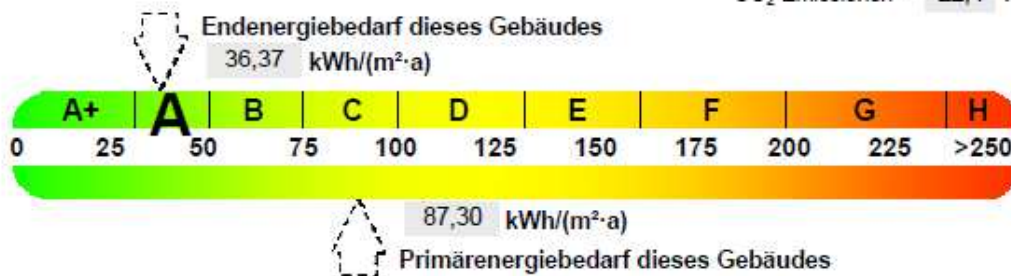 Endenergiebedarf dieses Gebäudes
36,37 kWh/(m²·a)
A+ A B C D E F G H
0 25 50 75 100 125 150 175 200 225 >250
87,30 kWh/(m²·a)
Primärenergiebedarf dieses Gebäudes